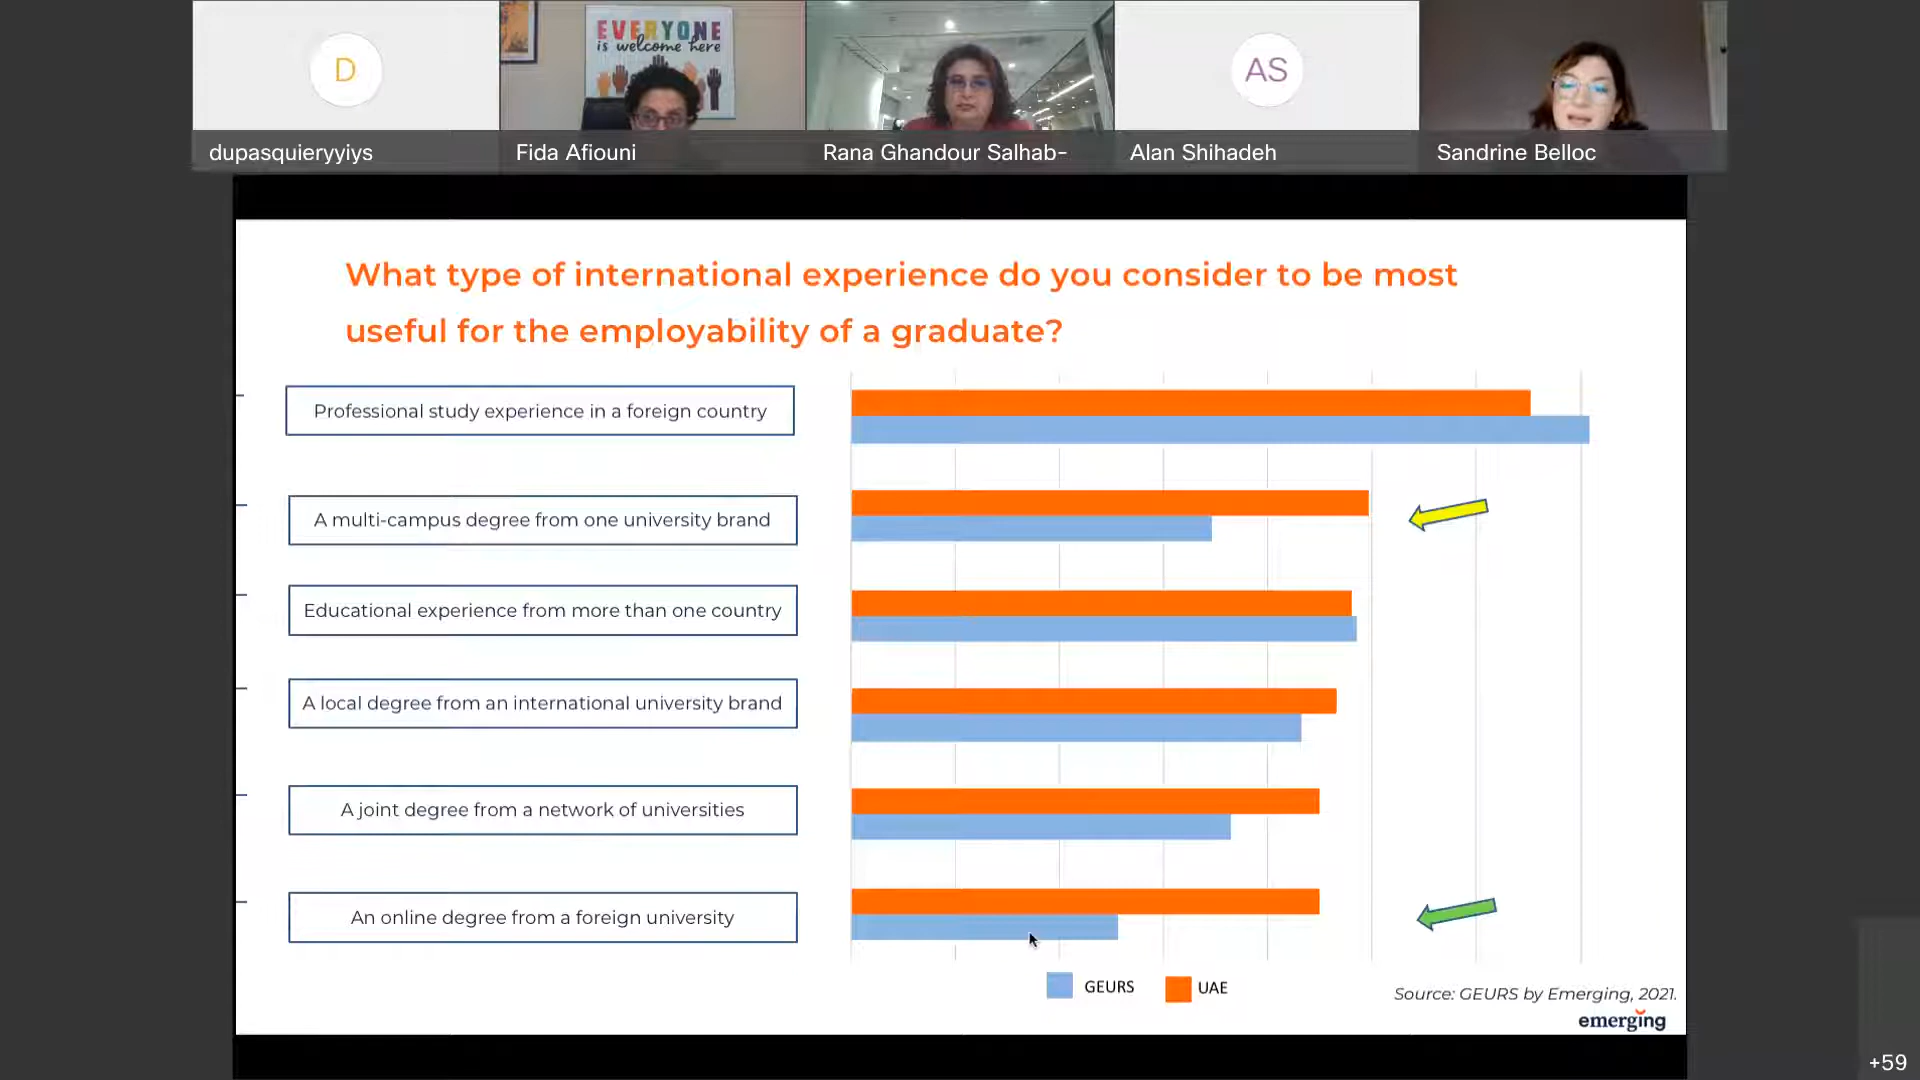 D
EVERYONE
is welcome here
AS
dupasquieryyiys
Fida Afiouni
Rana Ghandour Salhab-
Alan Shihadeh
Sandrine Belloc
What type of international experience do you consider to be most
useful for the employability of a graduate?
Professional study experience in a foreign country
A multi-campus degree from one university brand
Educational experience from more than one country
A local degree from an international university brand
A joint degree from a network of universities
An online degree from a foreign university
GEURS
UAE
Source: GEURS by Emerging, 2021.
emerging
+59